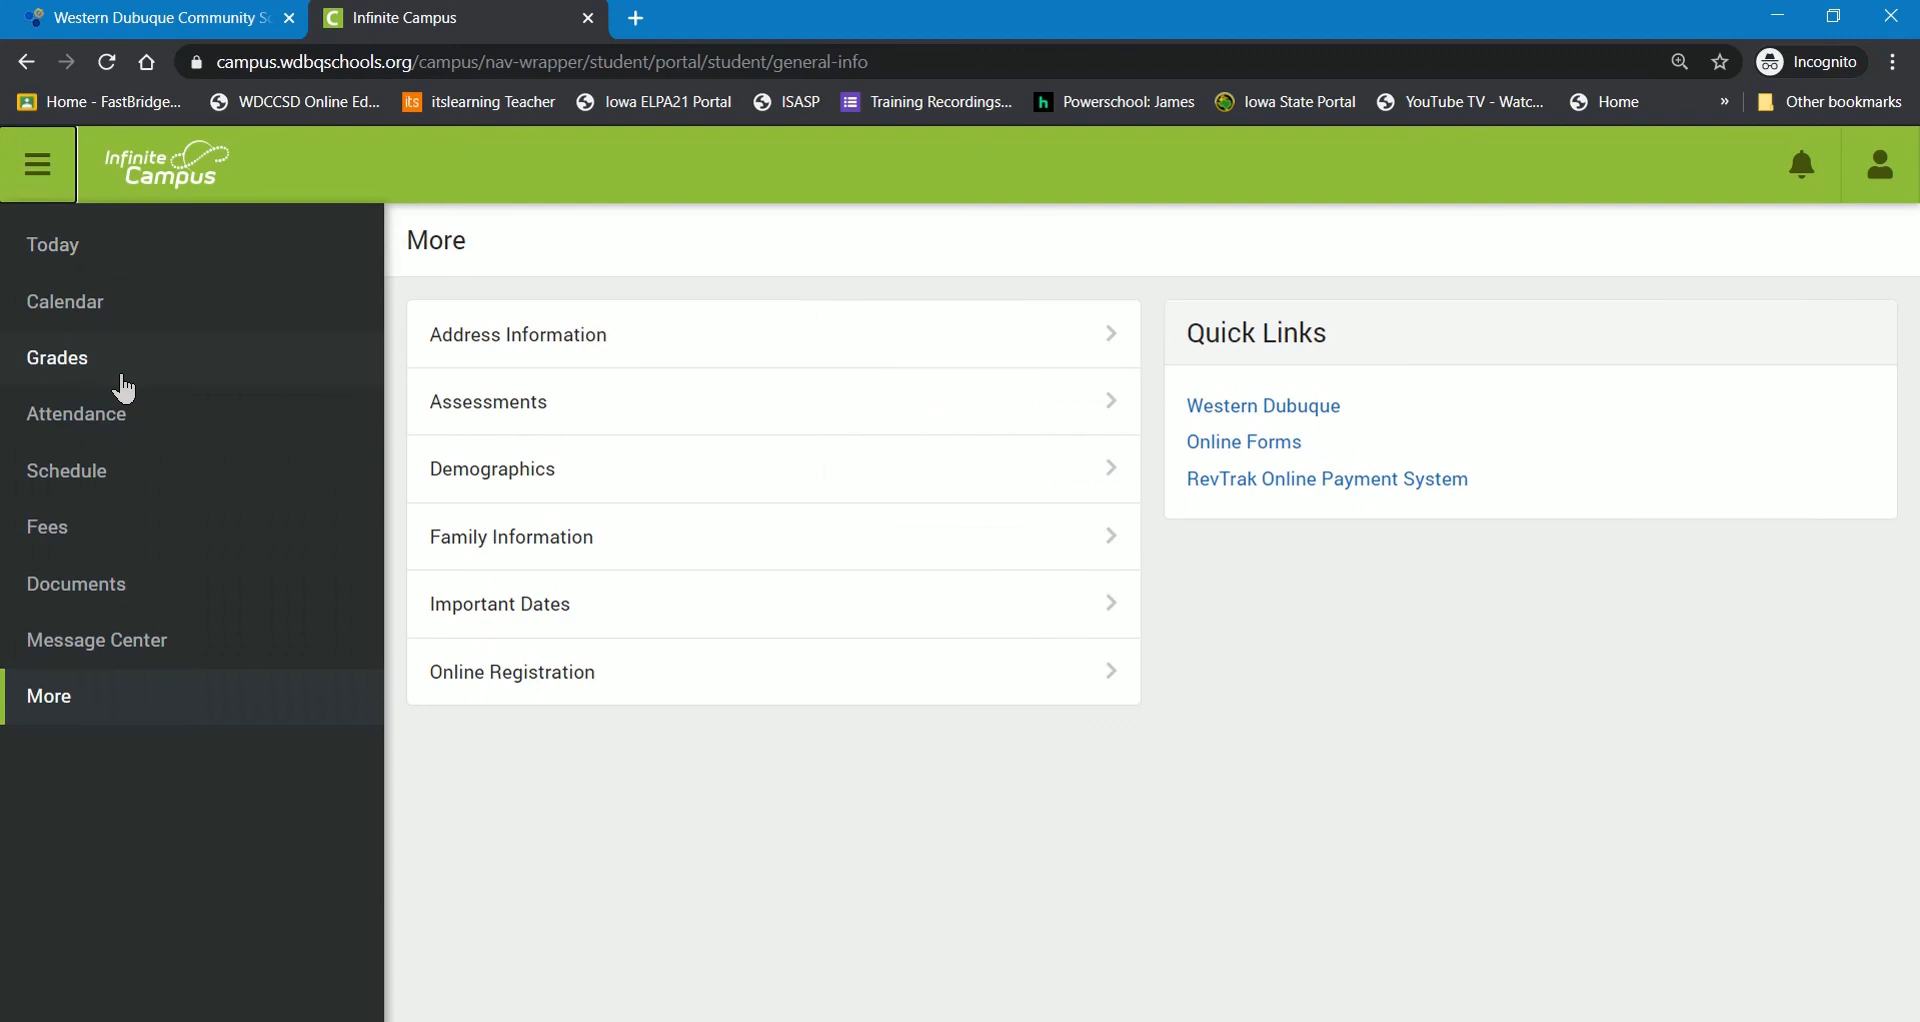 Western Dubuque Community S
Infinite Campus
campus.wdbqschools.org/campus/nav-wrapper/student/portal/student/general-info
Incognito
Home - FastBridge...
WDCCSD Online Ed...
its
itslearning Teacher
Iowa ELPA21 Portal
ISASP
Training Recordings...
h
Powerschool: James
Iowa State Portal
YouTube TV - Watc...
Home
»
Other bookmarks
Infinite
Campus
Today
Calendar
Grades
Attendance
Schedule
Fees
Documents
Message Center
More
More
Address Information
Assessments
Demographics
Family Information
Important Dates
Online Registration
Quick Links
Western Dubuque
Online Forms
RevTrak Online Payment System